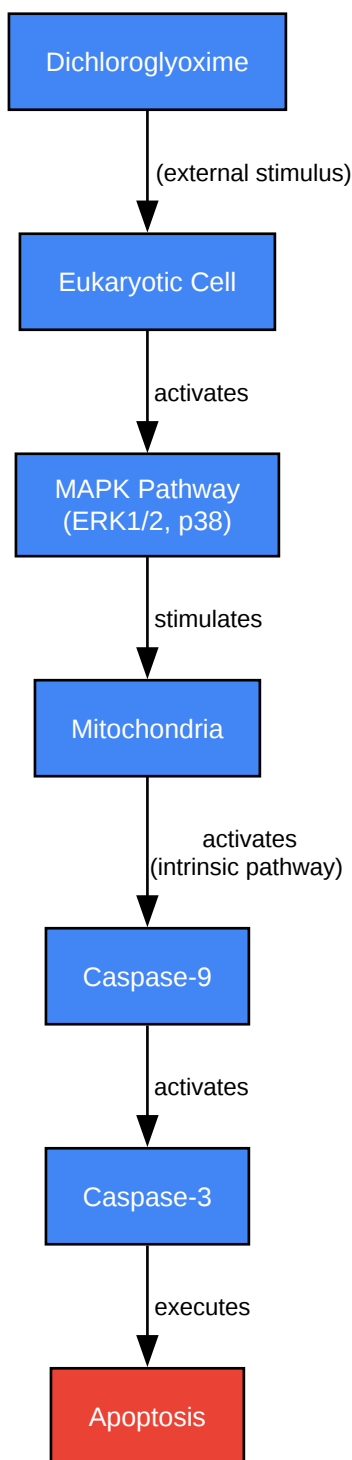 Dichloroglyoxime
(external stimulus)
Eukaryotic Cell
activates
MAPK Pathway
(ERK1/2, p38)
stimulates
Mitochondria
activates
(intrinsic pathway)
Caspase-9
activates
Caspase-3
executes
Apoptosis